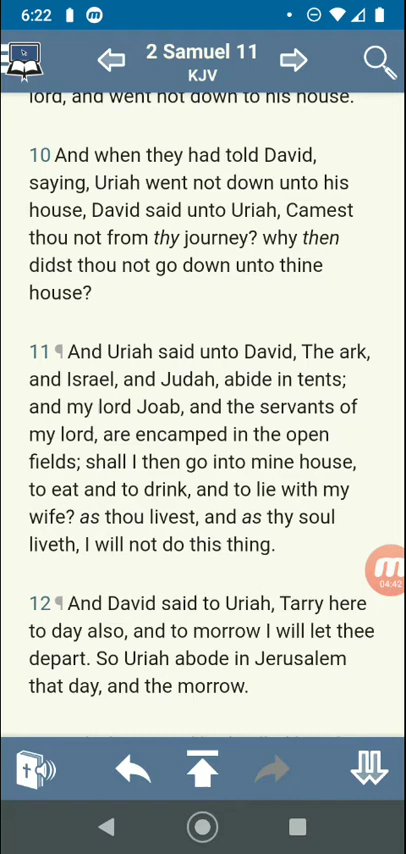 6:22
2 Samuel 11
KJV
lord, and went not down to his house.
10 And when they had told David,
saying, Uriah went not down unto his
house, David said unto Uriah, Camest
thou not from thy journey? why then
didst thou not go down unto thine
house?
11 ¶ And Uriah said unto David, The ark,
and Israel, and Judah, abide in tents;
and my lord Joab, and the servants of
my lord, are encamped in the open
fields; shall I then go into mine house,
to eat and to drink, and to lie with my
wife? as thou livest, and as thy soul
liveth, I will not do this thing.
04:42
12 ¶ And David said to Uriah, Tarry here
to day also, and to morrow I will let thee
depart. So Uriah abode in Jerusalem
that day, and the morrow.